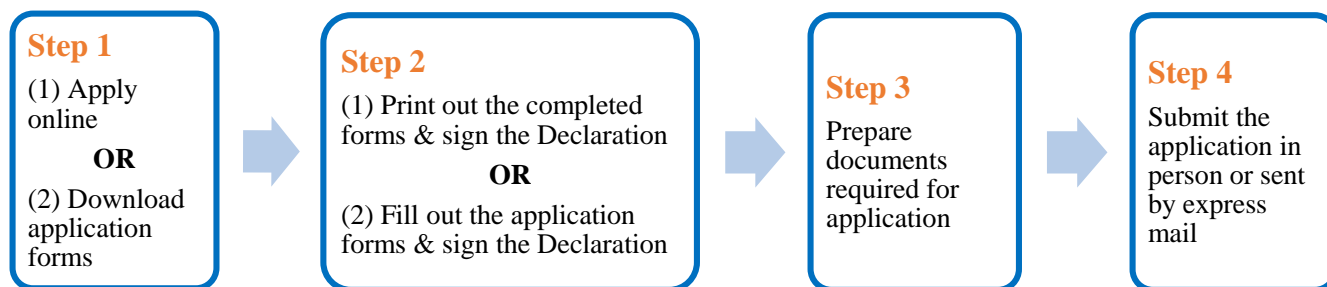 Step 1
(1) Apply
online
OR
(2) Download
application
forms
Step 2
(1) Print out the completed
forms & sign the Declaration
OR
(2) Fill out the application
forms & sign the Declaration
Step 3
Prepare
documents
required for
application
Step 4
Submit the
application in
person or sent
by express
mail